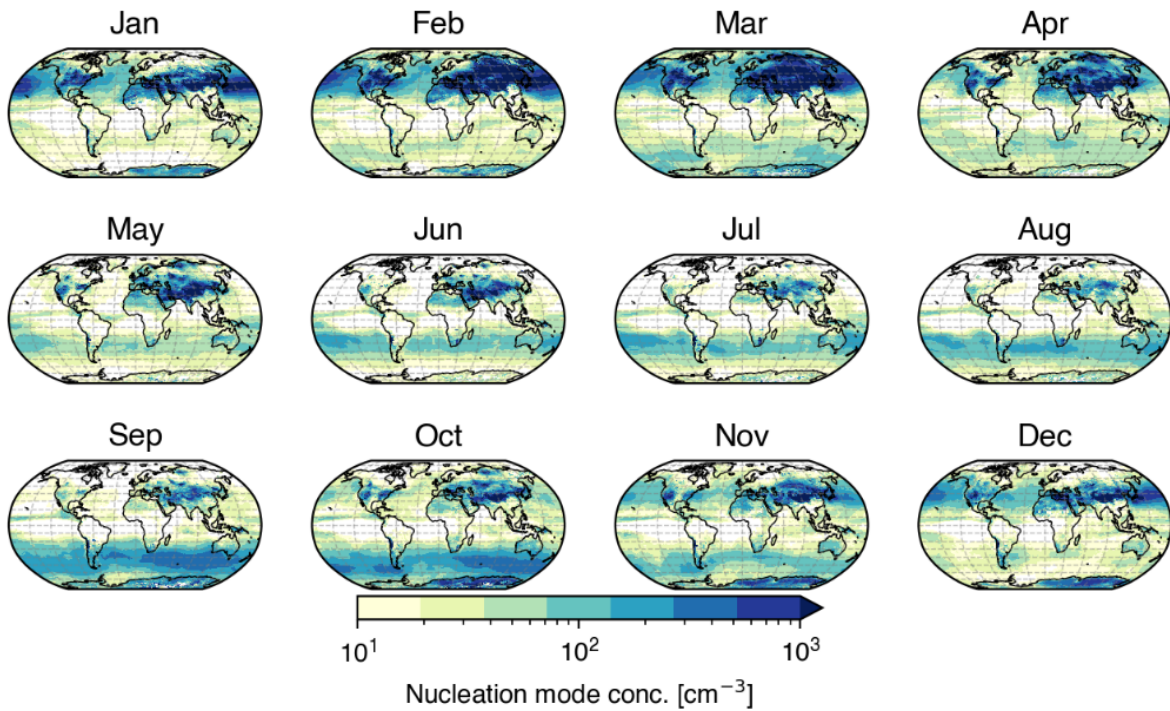 Jan Feb Mar Apr
May Jun Jul Aug
Sep Oct Nov Dec
10¹ 10² 10³
Nucleation mode conc. [cm⁻³]